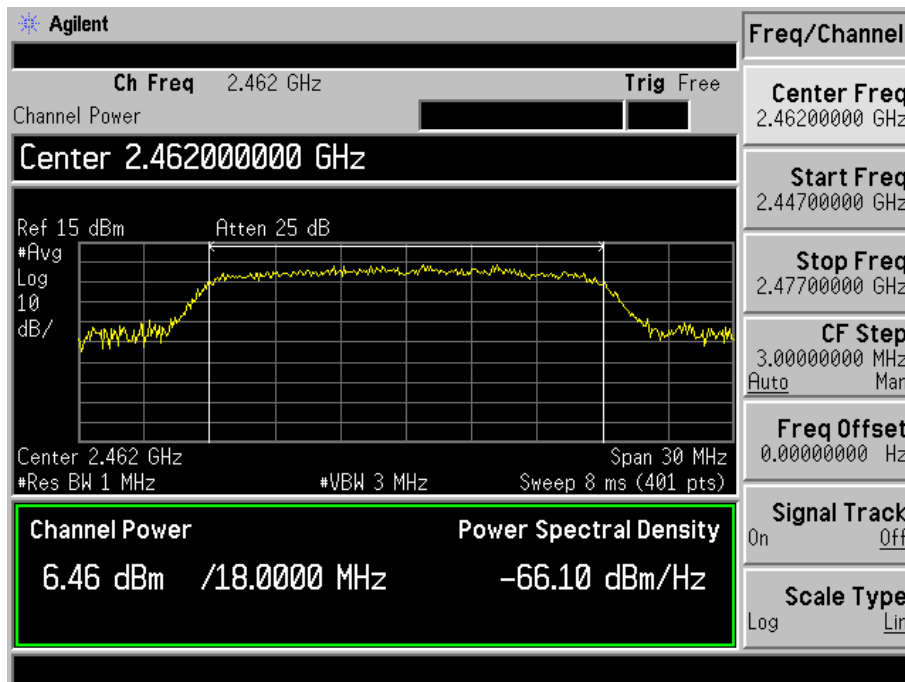 Agilent
Freq/Channel
Ch Freq 2.462 GHz Trig Free
Channel Power
Center 2.462000000 GHz
Ref 15 dBm Atten 25 dB
#Avg
Log
10
dB/
Center 2.462 GHz Span 30 MHz
#Res BW 1 MHz #VBW 3 MHz Sweep 8 ms (401 pts)
Channel Power Power Spectral Density
6.46 dBm /18.0000 MHz -66.10 dBm/Hz
Center Freq
2.46200000 GHz
Start Freq
2.44700000 GHz
Stop Freq
2.47700000 GHz
CF Step
3.00000000 MHz
Auto Man
Freq Offset
0.00000000 Hz
Signal Track
On Off
Scale Type
Log Lin